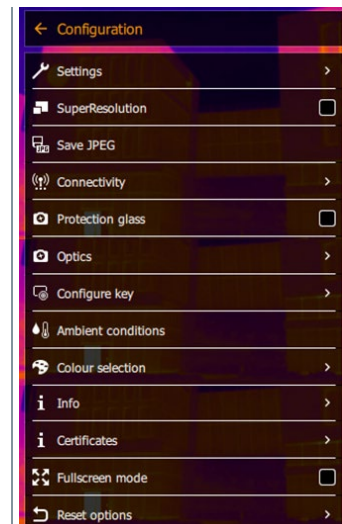 Configuration
Settings
SuperResolution
JPG
Save JPEG
Connectivity
Protection glass
Optics
Configure key
Ambient conditions
Colour selection
i Info
i Certificates
Fullscreen mode
Reset options